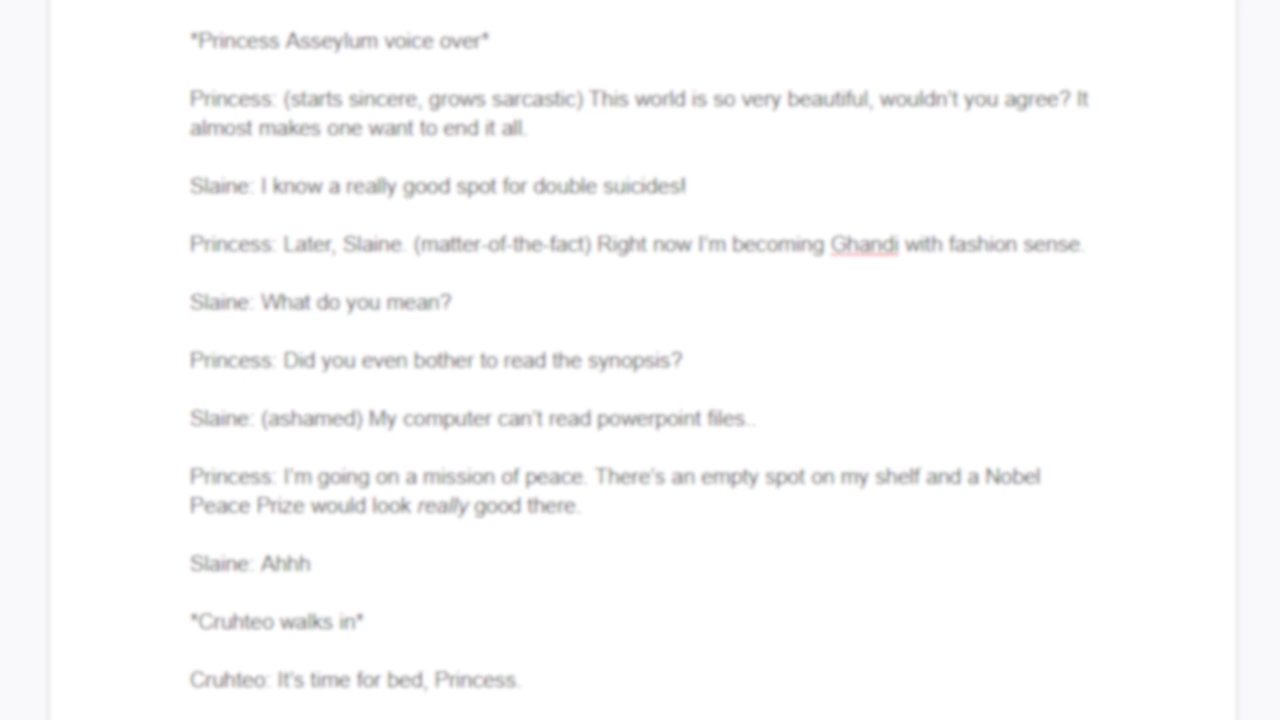 *Princess Asseylum voice over*
Princess: (starts sincere, grows sarcastic) This world is so very beautiful, wouldn't you agree? It
almost makes one want to end it all.
Slaine: I know a really good spot for double suicides!
Princess: Later, Slaine. (matter-of-the-fact) Right now I'm becoming Ghandi with fashion sense.
Slaine: What do you mean?
Princess: Did you even bother to read the synopsis?
Slaine: (ashamed) My computer can't read powerpoint files..
Princess: I'm going on a mission of peace. There's an empty spot on my shelf and a Nobel
Peace Prize would look really good there.
Slaine: Ahhh
*Cruhteo walks in*
Cruhteo: It's time for bed, Princess.